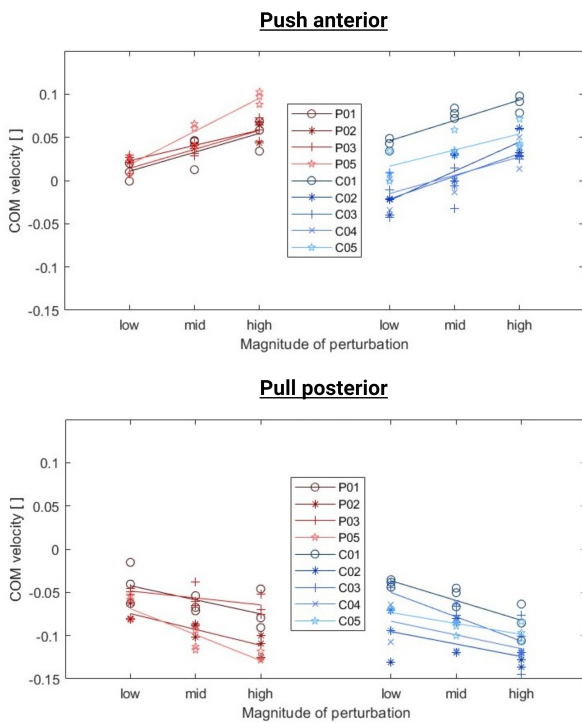 Push anterior
0.1
0.05
0
-0.05
-0.1
-0.15
COM velocity [ ]
P01
P02
P03
P05
C01
C02
C03
C04
C05
low mid high low mid high
Magnitude of perturbation
Pull posterior
0.1
0.05
0
-0.05
-0.1
-0.15
COM velocity [ ]
P01
P02
P03
P05
C01
C02
C03
C04
C05
low mid high low mid high
Magnitude of perturbation